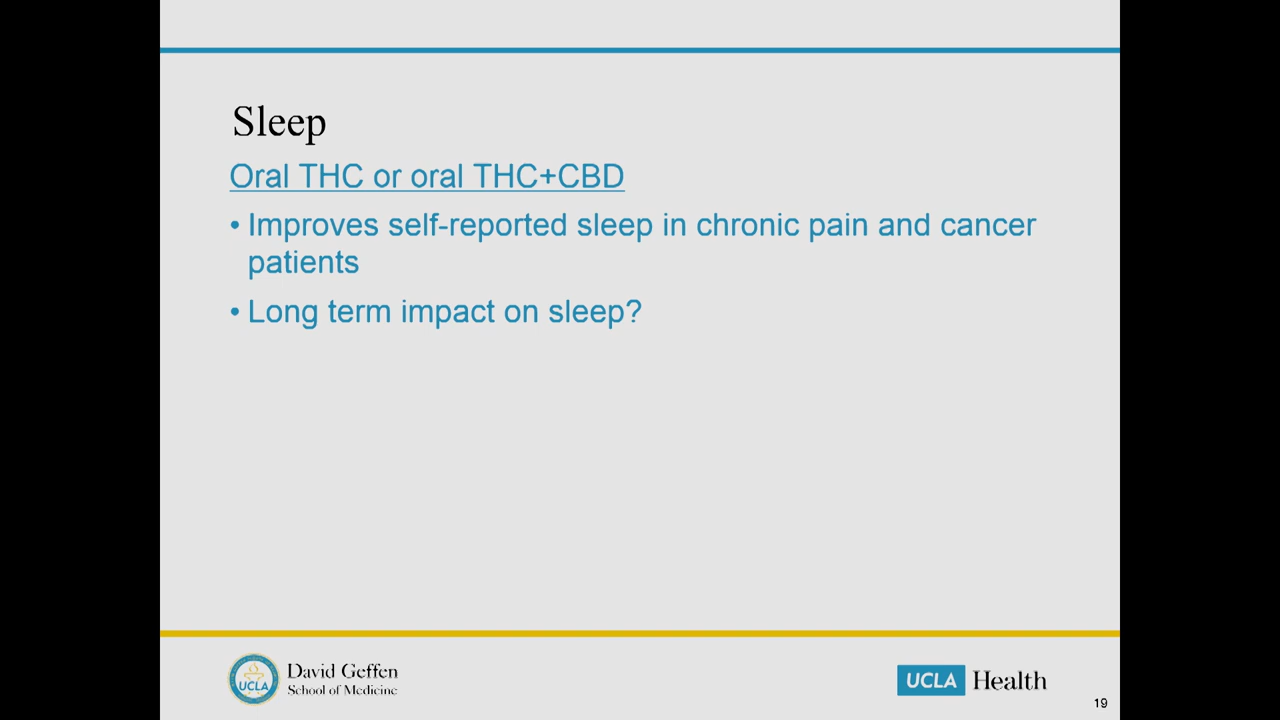 Sleep
Oral THC or oral THC+CBD
• Improves self-reported sleep in chronic pain and cancer
patients
• Long term impact on sleep?
UCLA
David Geffen
School of Medicine
UCLA Health
19